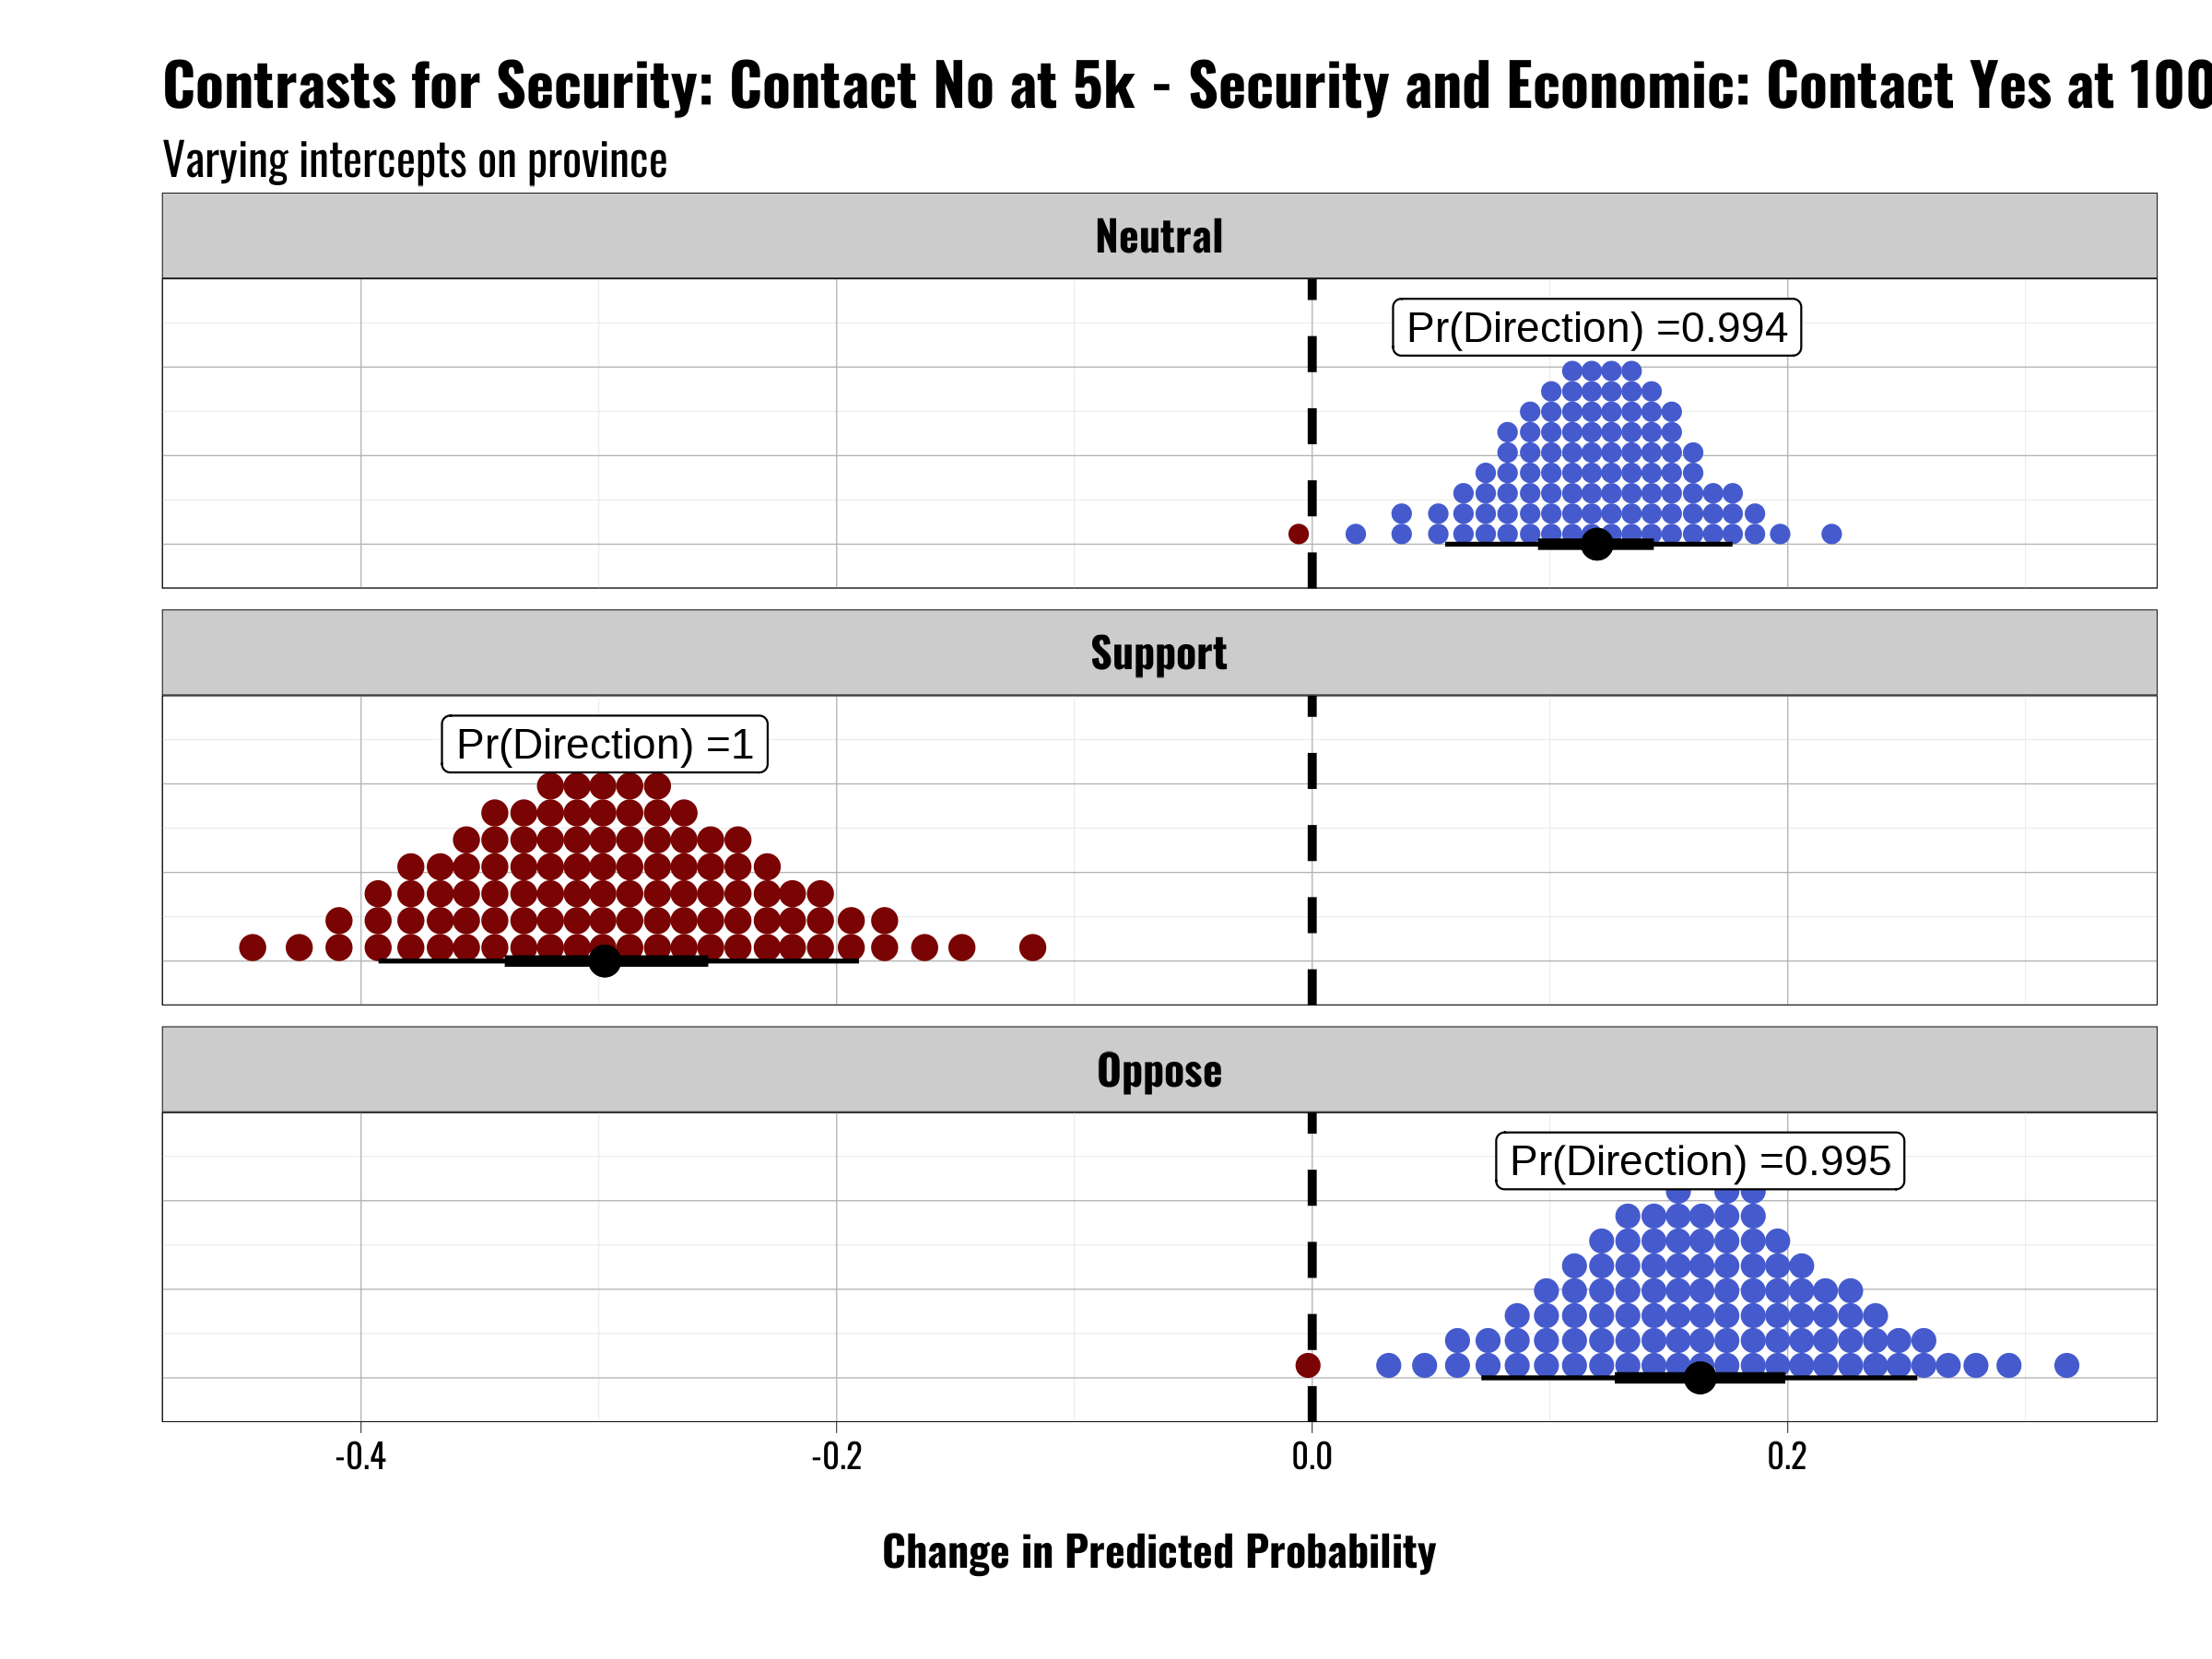 Contrasts for Security: Contact No at 5k - Security and Economic: Contact Yes at 100
Varying intercepts on province
Neutral
Pr(Direction) =0.994
Support
Pr(Direction) =1
Oppose
Pr(Direction) =0.995
-0.4 -0.2 0.0 0.2
Change in Predicted Probability